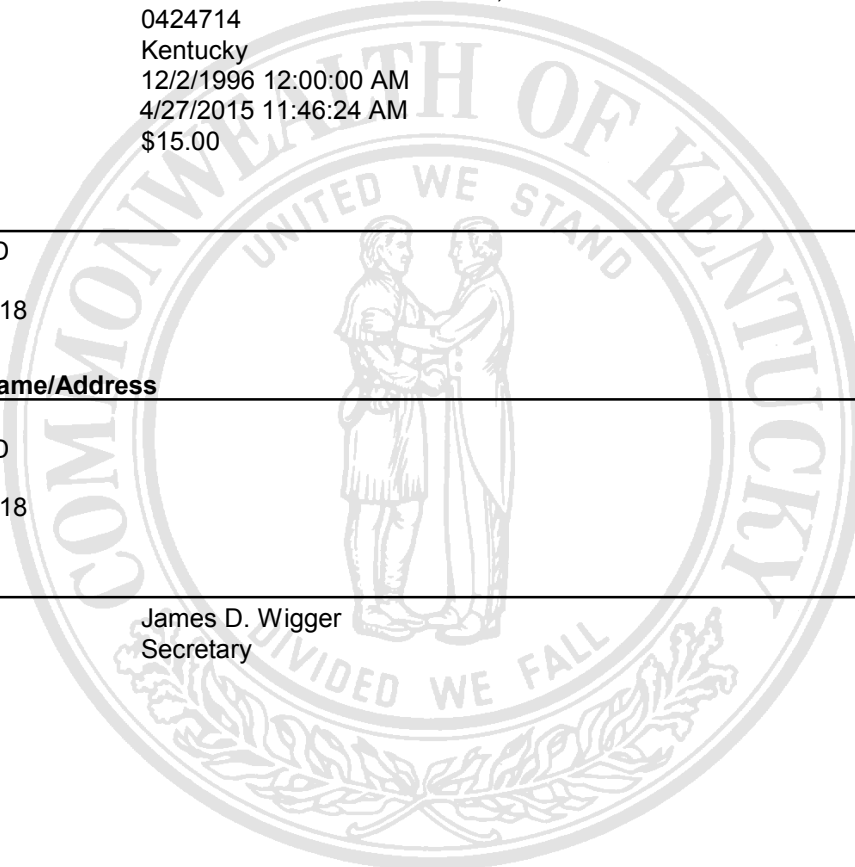 0424714
Kentucky
12/2/1996 12:00:00 AM
4/27/2015 11:46:24 AM
$15.00
COMMONWEALTH OF KENTUCKY
UNITED WE STAND
18
ame/Address
18
James D. Wigger
Secretary
DIVIDED WE FALL